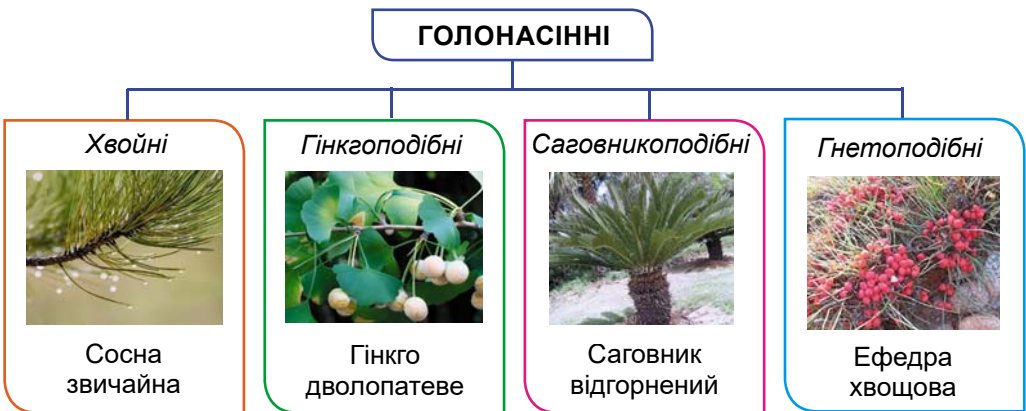 ГОЛОНАСІННІ
Хвойні
Сосна
звичайна
Гінкгоподібні
Гінкго
дволопатеве
Саговникоподібні
Саговник
відгорнений
Гнетоподібні
Ефедра
хвощова